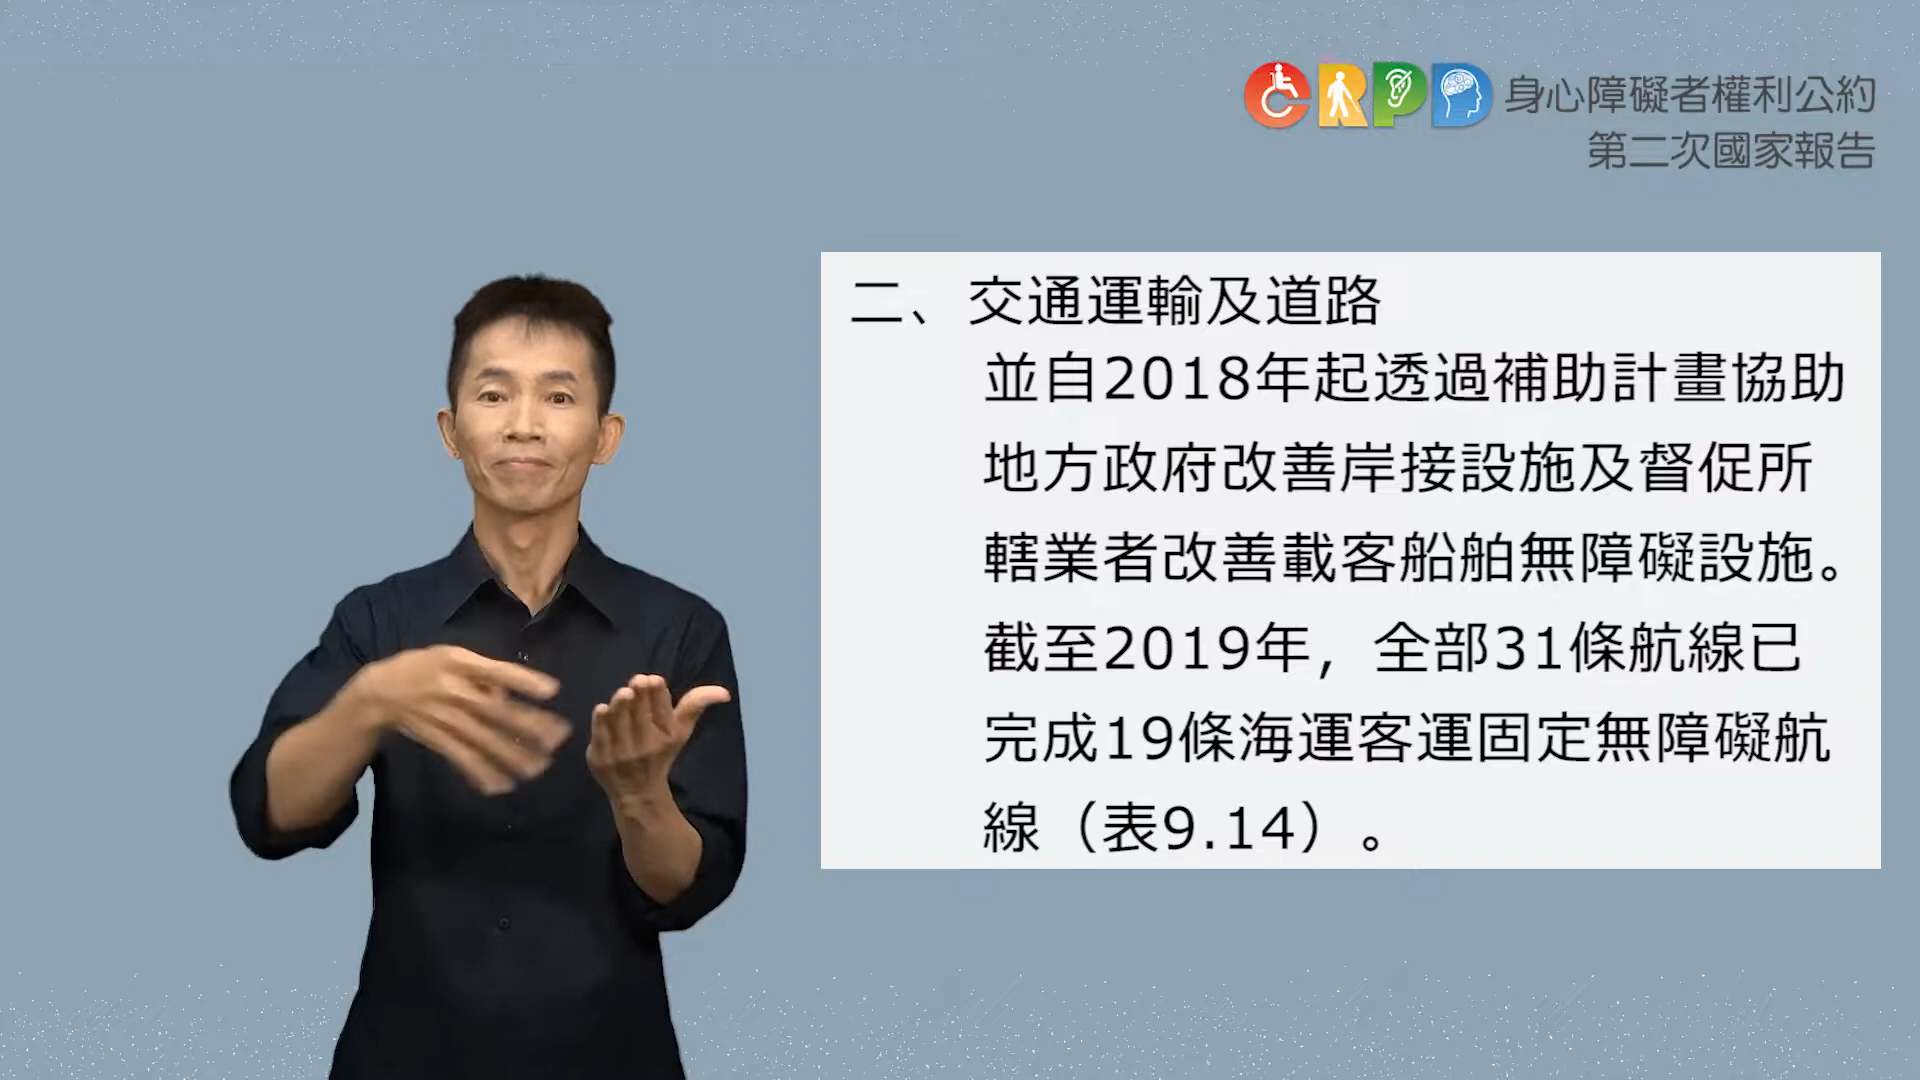 CRPD 身心障礙者權利公約
第二次國家報告
二、交通運輸及道路
並自2018年起透過補助計畫協助
地方政府改善岸接設施及督促所
轄業者改善載客船舶無障礙設施。
截至2019年，全部31條航線已
完成19條海運客運固定無障礙航
線（表9.14）。